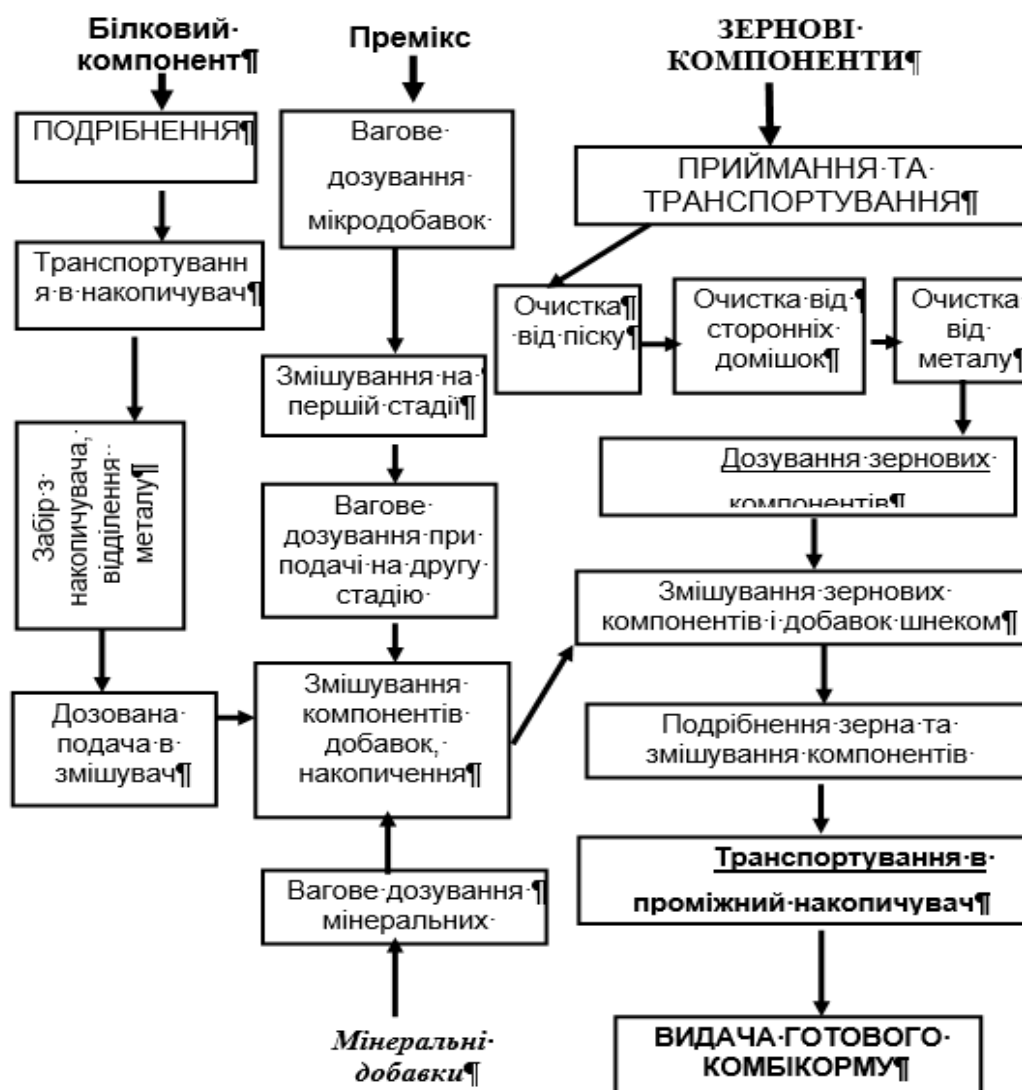 Білковий·
компонент¶
ПОДРІБНЕННЯ¶
Транспортуванн
я·в·накопичувач¶
Забір·з·
накопичувача,·
відділення··
металу¶
Дозована·
подача·в·
змішувач¶
Премікс
Вагове·
дозування·
мікродобавок·
Змішування·на·
першій·стадії¶
Вагове·
дозування·при·
подачі·на·другу·
стадію·
Змішування·
компонентів·
добавок,·
накопичення¶
Вагове·дозування·¶
мінеральних·
Мінеральні·
добавки¶
ЗЕРНОВІ·
КОМПОНЕНТИ¶
ПРИЙМАННЯ·ТА·
ТРАНСПОРТУВАННЯ¶
Очистка¶
·від·піску¶
Очистка·від·¶
сторонніх·
домішок¶
Очистка
від·
металу¶
Дозування·зернових·
компонентів¶
Змішування·зернових·
компонентів·і·добавок·шнеком¶
Подрібнення·зерна·та·
змішування·компонентів·
Транспортування·в·
проміжний·накопичувач¶
ВИДАЧА·ГОТОВОГО·
КОМБІКОРМУ¶